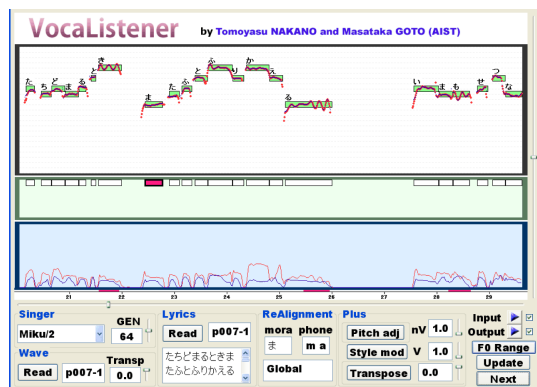 VocaListener by Tomoyasu NAKANO and Masataka GOTO (AIST)
た ち ど ま る と き ま た ふ と ふ り か え る い ま も せ つ な
21 22 23 24 25 26 27 28 29
Singer
Miku/2
GEN
64
Wave
Read p007-1
Transp
0.0
Lyrics
Read p007-1
たちどまるときま
たふとふりかえる
ReAlignment
mora phone
ま m a
Global
Plus
Pitch adj nV 1.0
Style mod V 1.0
Transpose 0.0
Input
Output
F0 Range
Update
Next